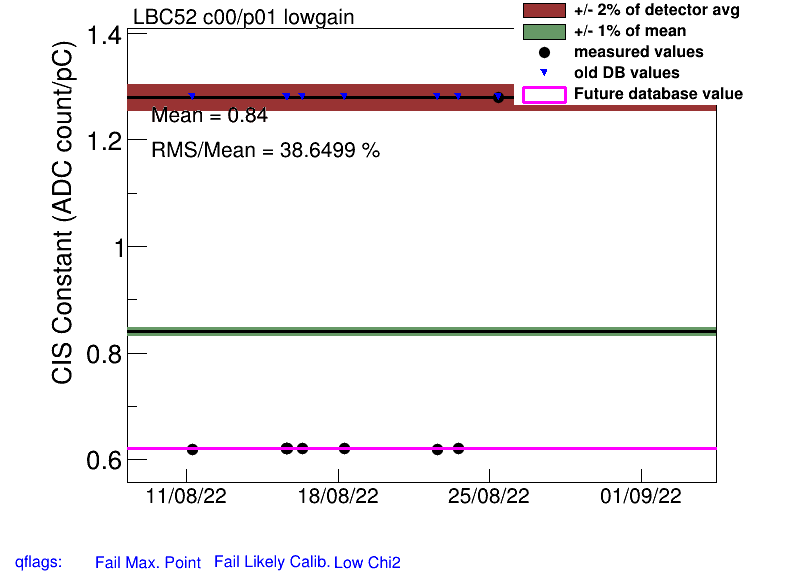 LBC52 c00/p01 lowgain
+/- 2% of detector avg
+/- 1% of mean
measured values
old DB values
Future database value
Mean = 0.84
RMS/Mean = 38.6499 %
CIS Constant (ADC count/pC)
1.4
1.2
1
0.8
0.6
11/08/22 18/08/22 25/08/22 01/09/22
qflags: Fail Max. Point Fail Likely Calib. Low Chi2